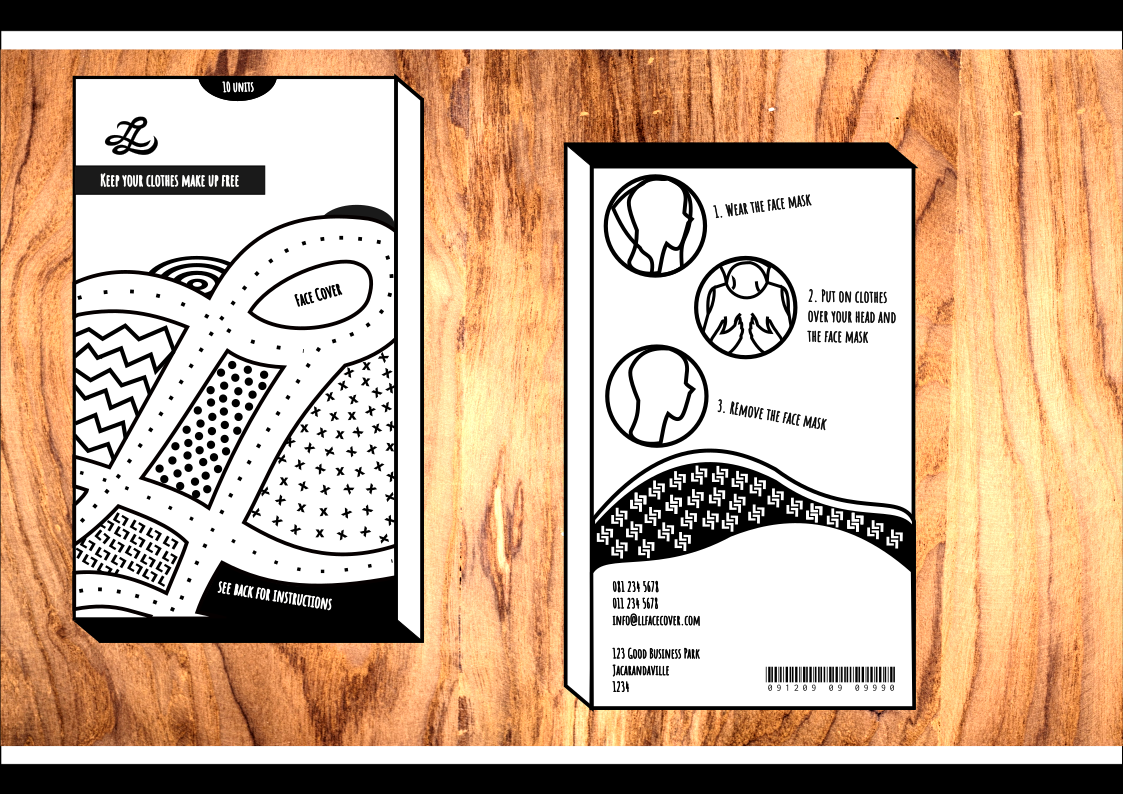 10 UNITS
LL
KEEP YOUR CLOTHES MAKE UP FREE
FACE COVER
SEE BACK FOR INSTRUCTIONS
1. WEAR THE FACE MASK
2. PUT ON CLOTHES
OVER YOUR HEAD AND
THE FACE MASK
3. REMOVE THE FACE MASK
081 234 5678
011 234 5678
INFO@LLFACECOVER.COM
123 GOOD BUSINESS PARK
JACARANDAVILLE
1234
091209 09 09990